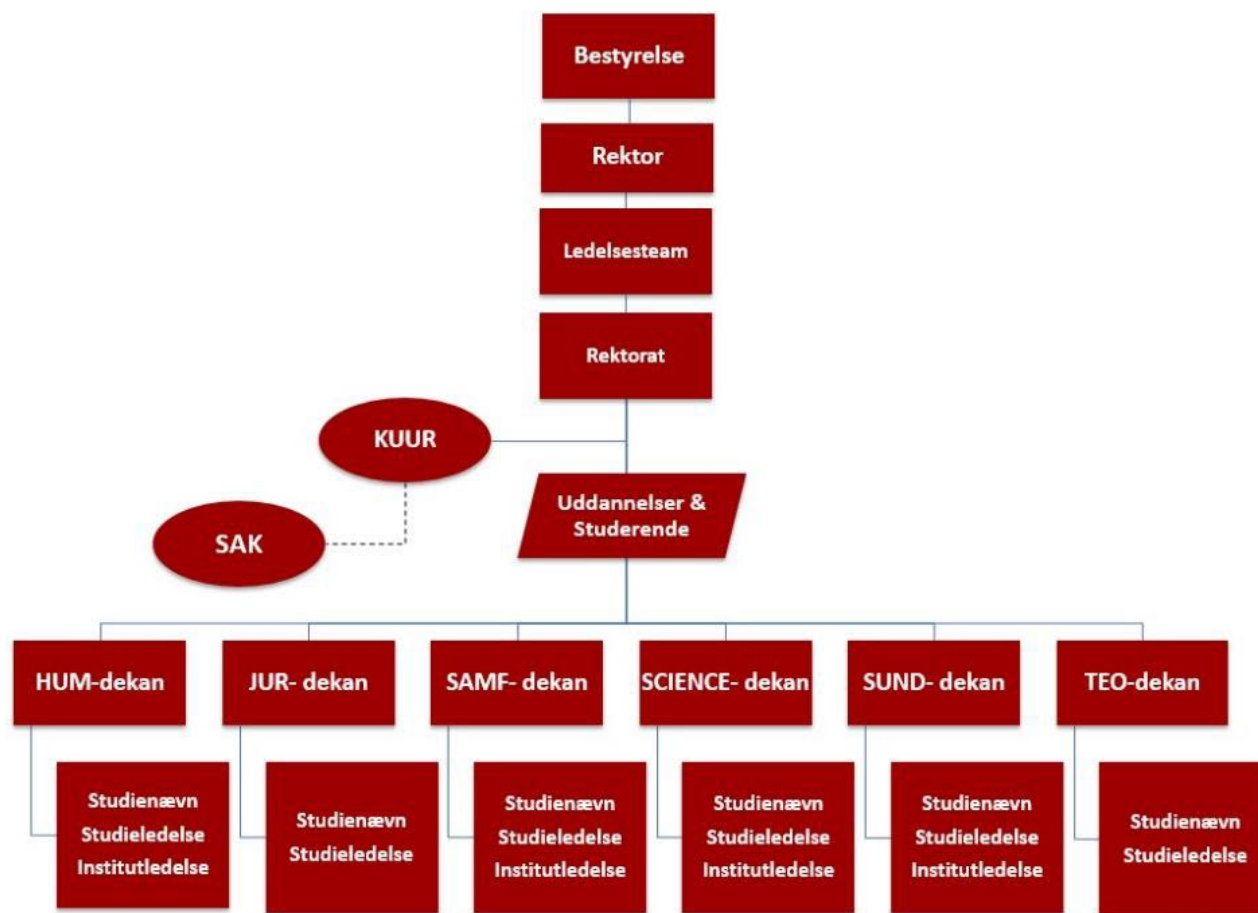 Bestyrelse
Rektor
Ledelsesteam
Rektorat
KUUR
Uddannelser &
Studerende
SAK
HUM-dekan
JUR- dekan
SAMF- dekan
SCIENCE- dekan
SUND- dekan
TEO-dekan
Studienævn
Studieledelse
Institutledelse
Studienævn
Studieledelse
Studienævn
Studieledelse
Institutledelse
Studienævn
Studieledelse
Institutledelse
Studienævn
Studieledelse
Institutledelse
Studienævn
Studieledelse